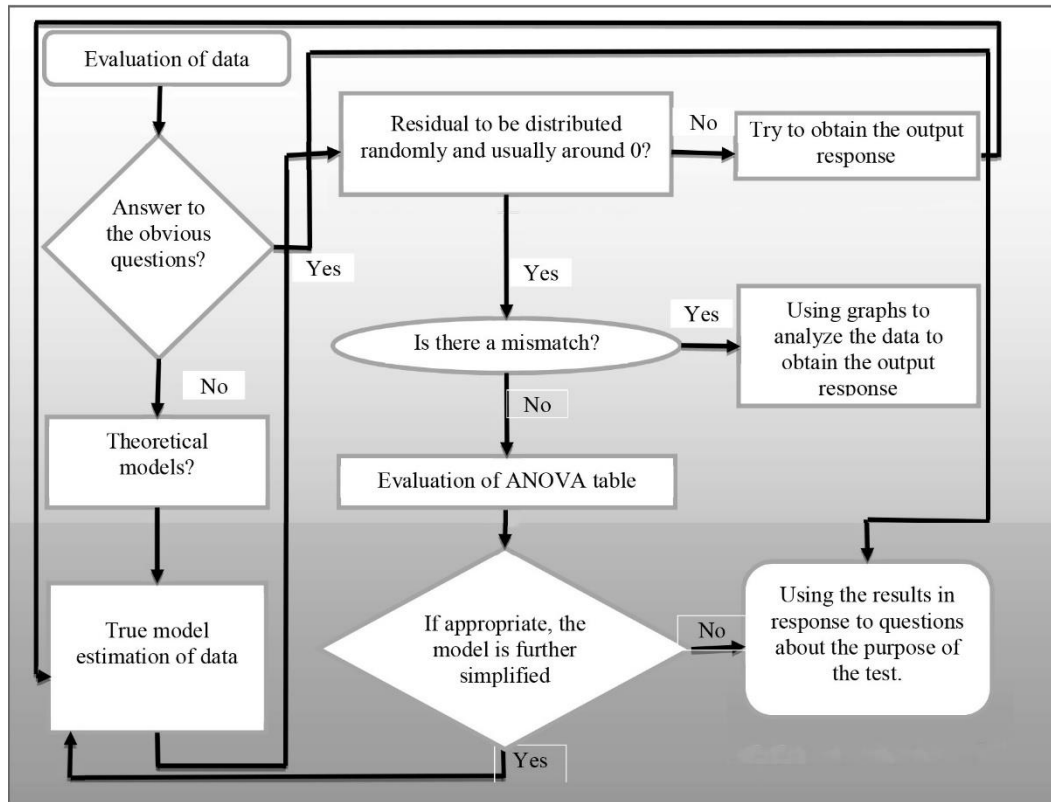 Evaluation of data
Answer to
the obvious
questions?
Yes
No
Theoretical
models?
True model
estimation of data
Residual to be distributed
randomly and usually around 0?
No
Try to obtain the output
response
Yes
Is there a mismatch?
Yes
Using graphs to
analyze the data to
obtain the output
response
No
Evaluation of ANOVA table
If appropriate, the
model is further
simplified
No
Using the results in
response to questions
about the purpose of
the test.
Yes